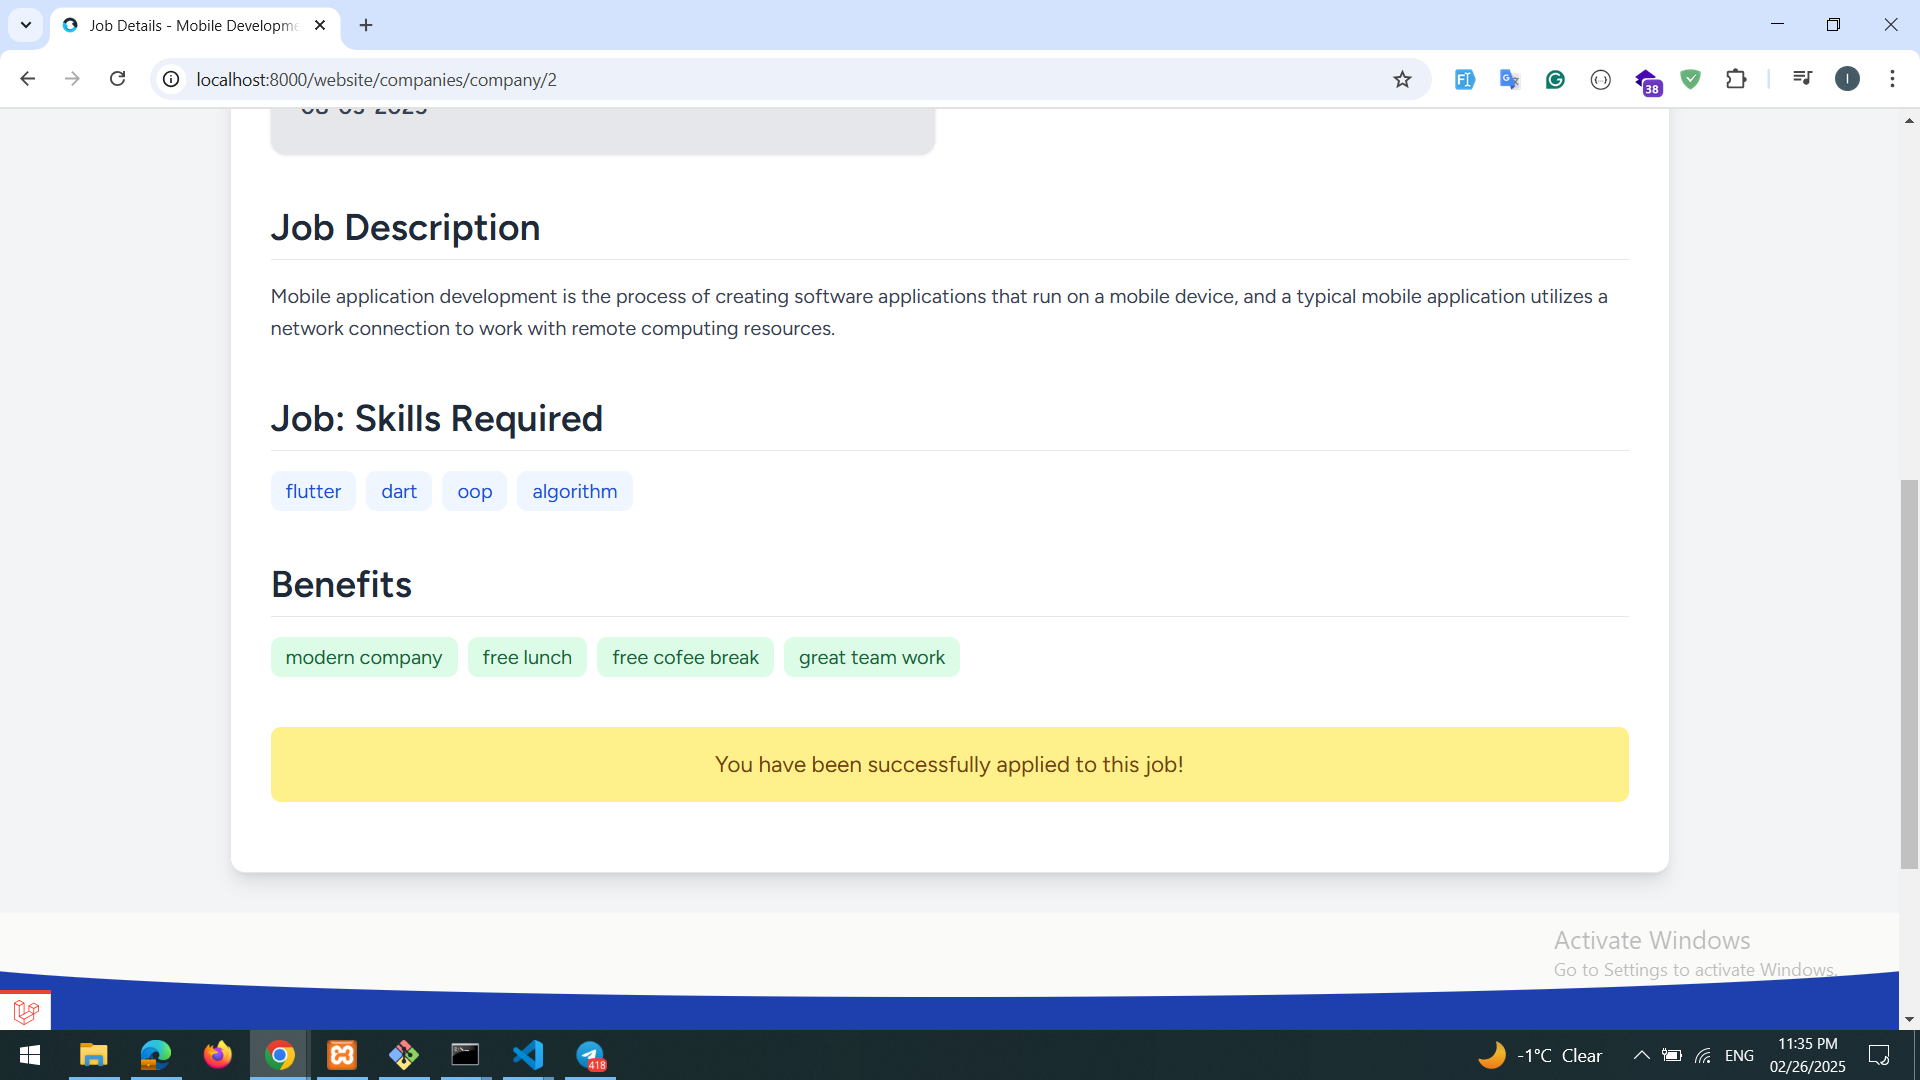 Job Details - Mobile Developme
localhost:8000/website/companies/company/2
38
I
Job Description
Mobile application development is the process of creating software applications that run on a mobile device, and a typical mobile application utilizes a
network connection to work with remote computing resources.
Job: Skills Required
flutter dart oop algorithm
Benefits
modern company free lunch free cofee break great team work
You have been successfully applied to this job!
Activate Windows
Go to Settings to activate Windows.
418
-1°C Clear
ENG
11:35 PM
02/26/2025